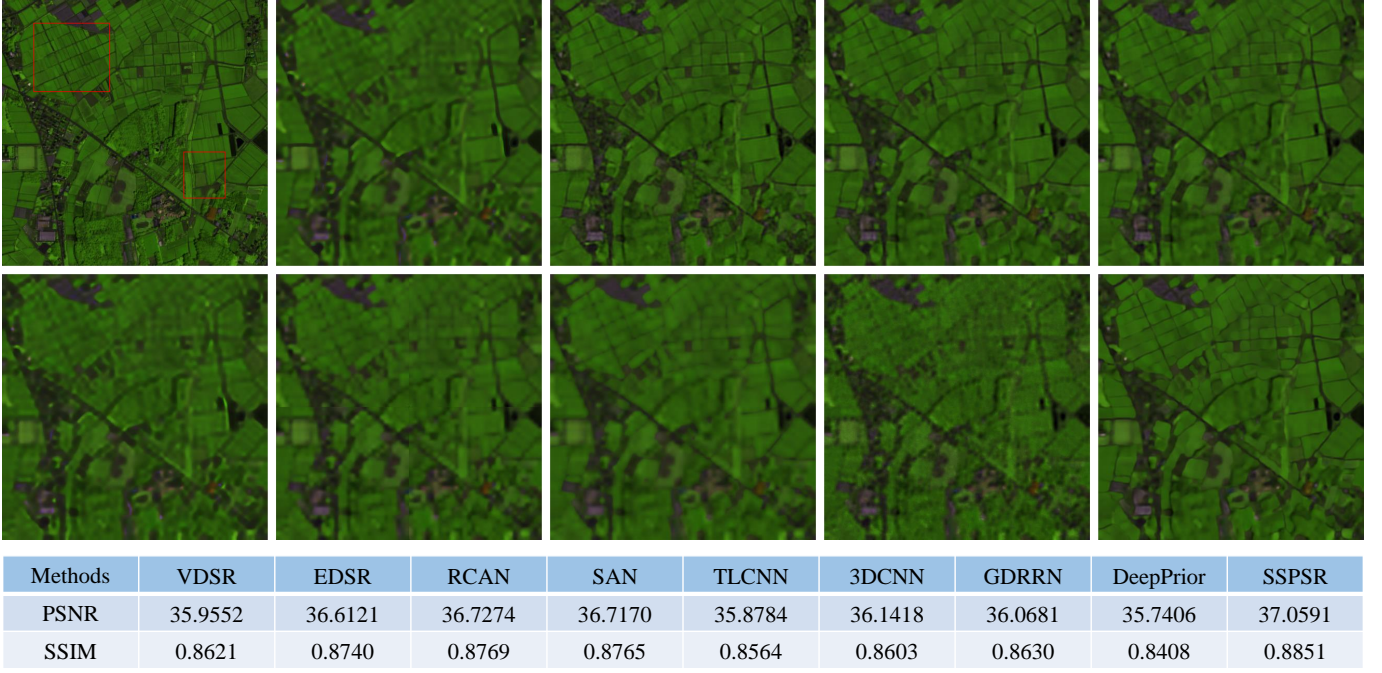 Methods VDSR EDSR RCAN SAN TLCNN 3DCNN GDRRN DeepPrior SSPSR
PSNR 35.9552 36.6121 36.7274 36.7170 35.8784 36.1418 36.0681 35.7406 37.0591
SSIM 0.8621 0.8740 0.8769 0.8765 0.8564 0.8603 0.8630 0.8408 0.8851